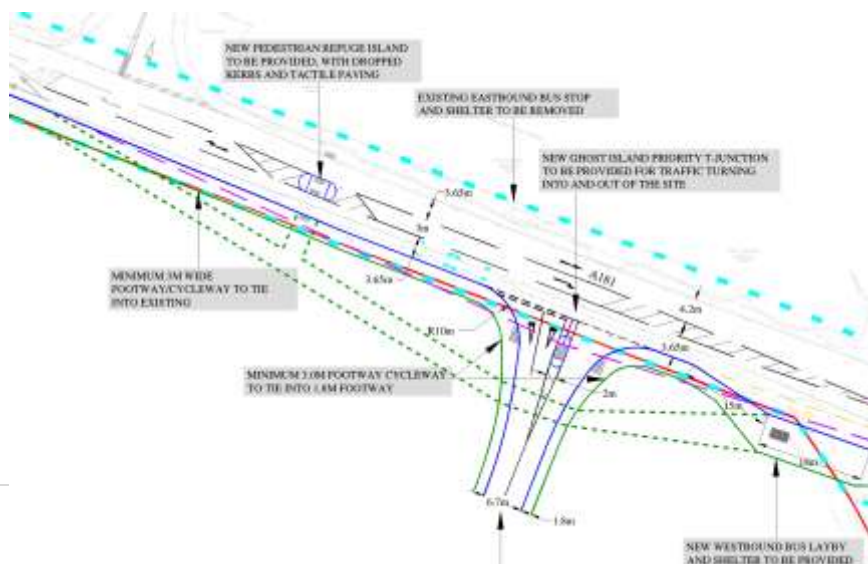 NEW PEDESTRIAN REFUGE ISLAND
TO BE PROVIDED, WITH DROPPED
KERBS AND TACTILE PAVING
EXISTING EASTBOUND BUS STOP
AND SHELTER TO BE REMOVED
NEW GHOST ISLAND PRIORITY T-JUNCTION
TO BE PROVIDED FOR TRAFFIC TURNING
INTO AND OUT OF THE SITE
3.65m
3m
A181
MINIMUM 3M WIDE
FOOTWAY/CYCLEWAY TO TIE
INTO EXISTING
3.65m
4.2m
R10m
3.65m
MINIMUM 3.0M FOOTWAY CYCLEWAY
TO TIE INTO 1.8M FOOTWAY
2m
15m
6.7m
1.8m
NEW WESTBOUND BUS LAYBY
AND SHELTER TO BE PROVIDED